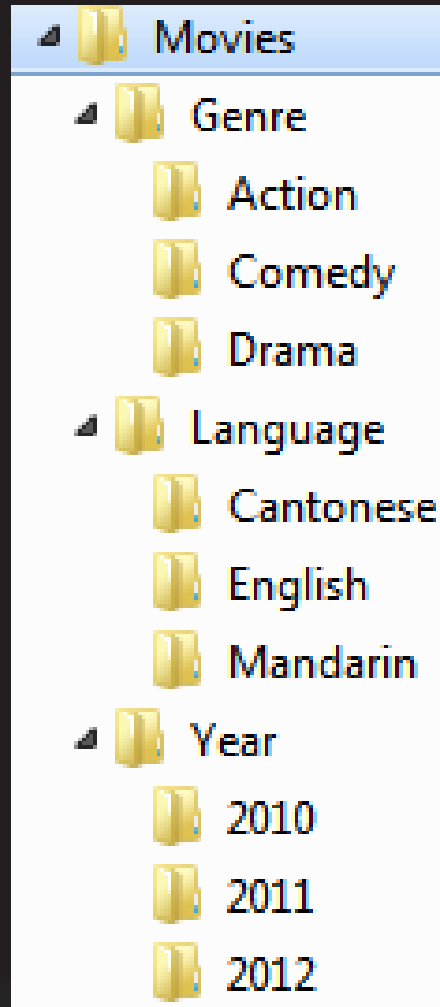 Movies
Genre
Action
Comedy
Drama
Language
Cantonese
English
Mandarin
Year
2010
2011
2012